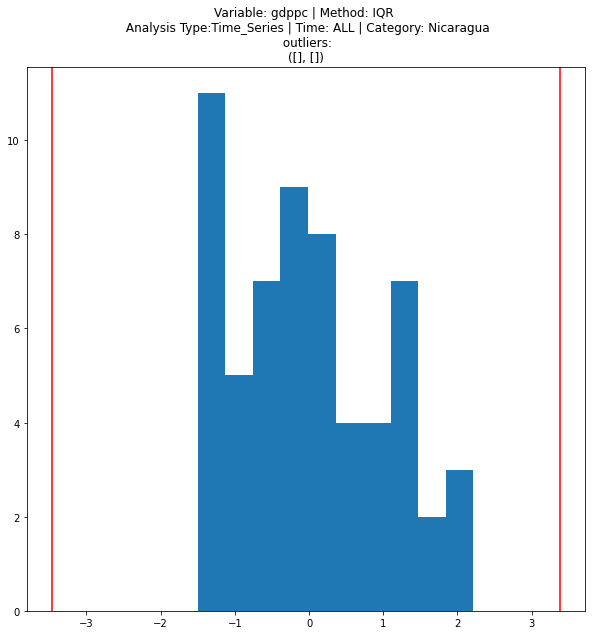 Variable: gdppc | Method: IQR
Analysis Type:Time_Series | Time: ALL | Category: Nicaragua
outliers:
([], [])
10
8
6
4
2
0
−3 −2 −1 0 1 2 3